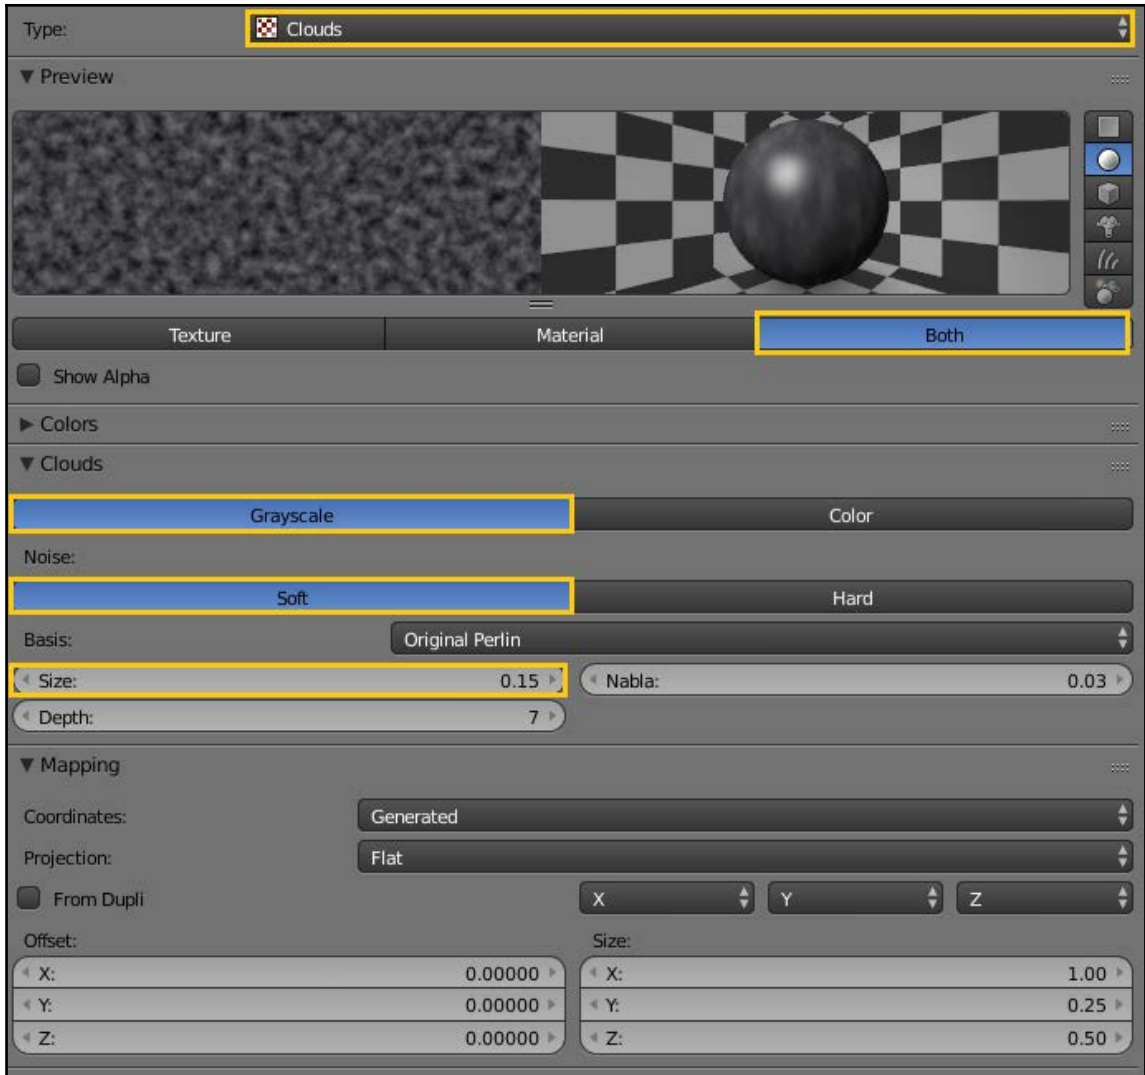 Type: Clouds
Preview
Texture Material Both
Show Alpha
Colors
Clouds
Grayscale Color
Noise:
Soft Hard
Basis: Original Perlin
Size: 0.15 Nabla: 0.03
Depth: 7
Mapping
Coordinates: Generated
Projection: Flat
From Dupli X Y Z
Offset: Size:
X: 0.00000 X: 1.00
Y: 0.00000 Y: 0.25
Z: 0.00000 Z: 0.50